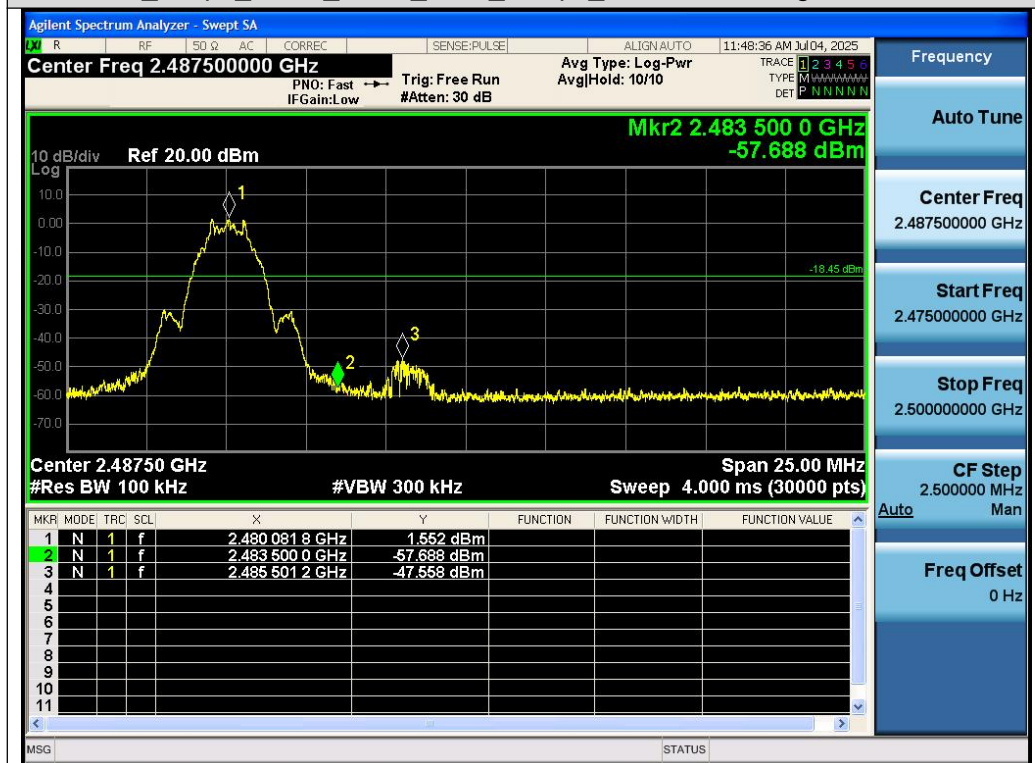 Agilent Spectrum Analyzer - Swept SA
LXI R RF 50 Ω AC CORREC SENSE:PULSE ALIGN AUTO 11:48:36 AM Jul 04, 2025
Center Freq 2.487500000 GHz
PNO: Fast
IFGain:Low
Trig: Free Run
#Atten: 30 dB
Avg Type: Log-Pwr
Avg|Hold: 10/10
TRACE 1 2 3 4 5 6
TYPE M WWWWW
DET P N N N N N
Mkr2 2.483 500 0 GHz
-57.688 dBm
10 dB/div Ref 20.00 dBm
Log
10.0
0.00
-10.0
-20.0
-30.0
-40.0
-50.0
-60.0
-70.0
1
2
3
-18.45 dBm
Center 2.48750 GHz Span 25.00 MHz
#Res BW 100 kHz #VBW 300 kHz Sweep 4.000 ms (30000 pts)
MKR MODE TRC SCL X Y FUNCTION FUNCTION WIDTH FUNCTION VALUE
1 N 1 f 2.480 081 8 GHz 1.552 dBm
2 N 1 f 2.483 500 0 GHz -57.688 dBm
3 N 1 f 2.485 501 2 GHz -47.558 dBm
4
5
6
7
8
9
10
11
MSG STATUS
Frequency
Auto Tune
Center Freq
2.487500000 GHz
Start Freq
2.475000000 GHz
Stop Freq
2.500000000 GHz
CF Step
2.500000 MHz
Auto Man
Freq Offset
0 Hz